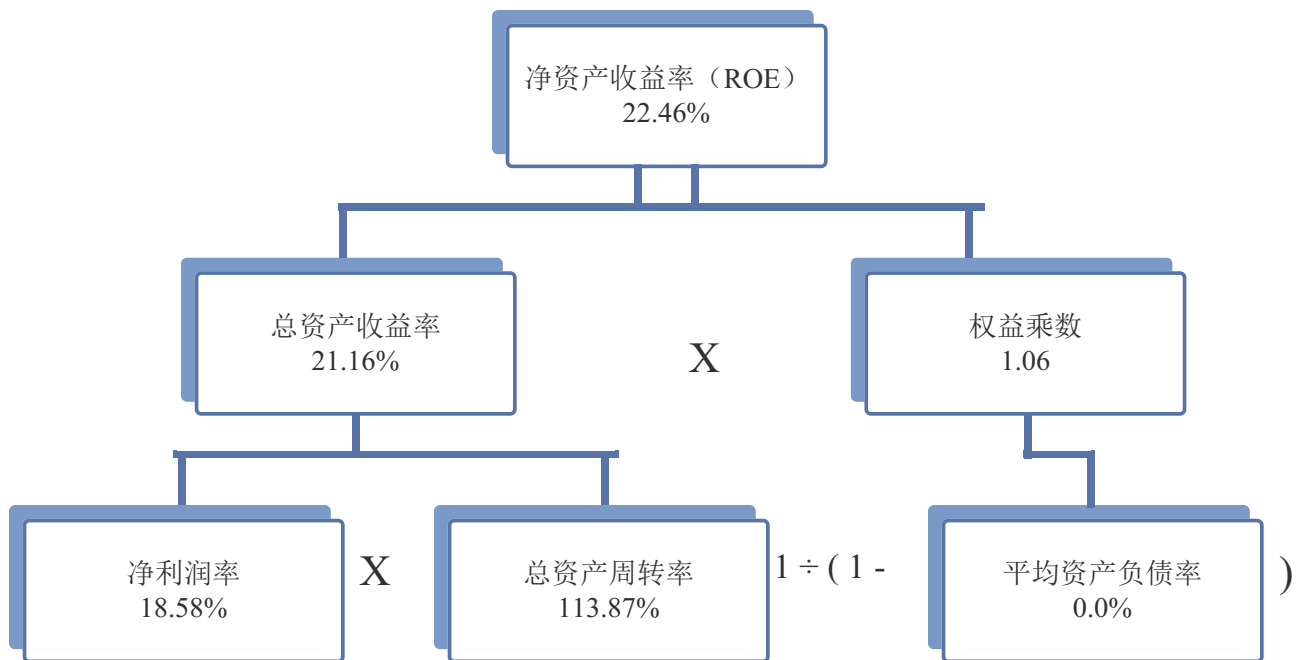 净资产收益率（ROE）
22.46%
总资产收益率
21.16%
X
权益乘数
1.06
净利润率
18.58%
X
总资产周转率
113.87%
1 ÷ ( 1 -
平均资产负债率
0.0%
)